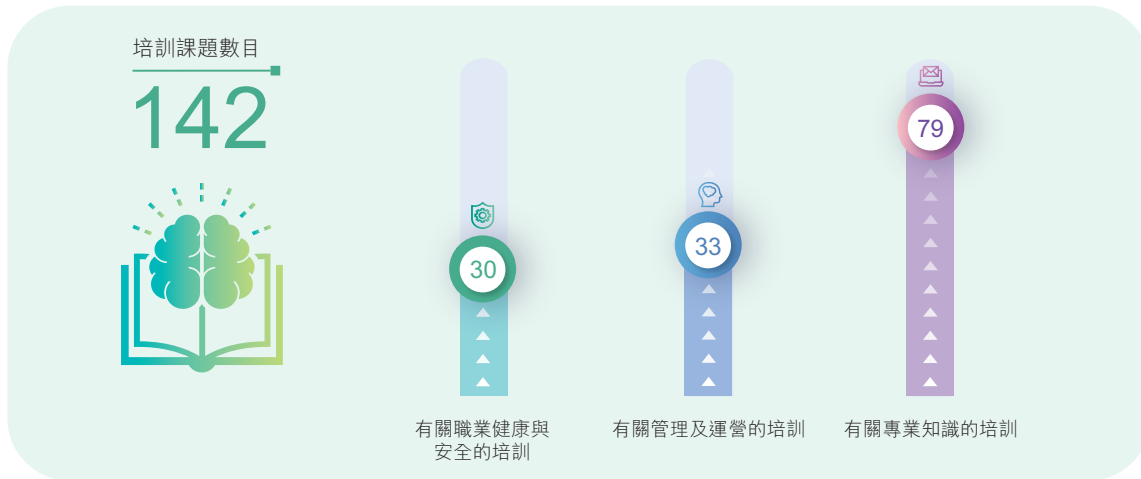 培訓課題數目
142
30
33
79
有關職業健康與
安全的培訓
有關管理及運營的培訓
有關專業知識的培訓